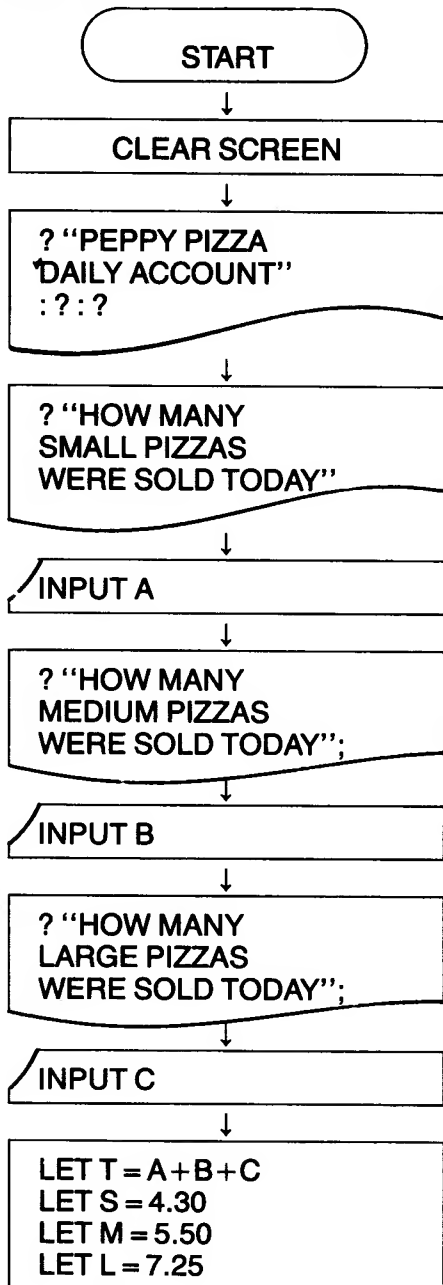 START
CLEAR SCREEN
? “PEPPY PIZZA
DAILY ACCOUNT”
: ? : ?
? “HOW MANY
SMALL PIZZAS
WERE SOLD TODAY”
INPUT A
? “HOW MANY
MEDIUM PIZZAS
WERE SOLD TODAY”;
INPUT B
? “HOW MANY
LARGE PIZZAS
WERE SOLD TODAY”;
INPUT C
LET T = A+B+C
LET S = 4.30
LET M = 5.50
LET L = 7.25